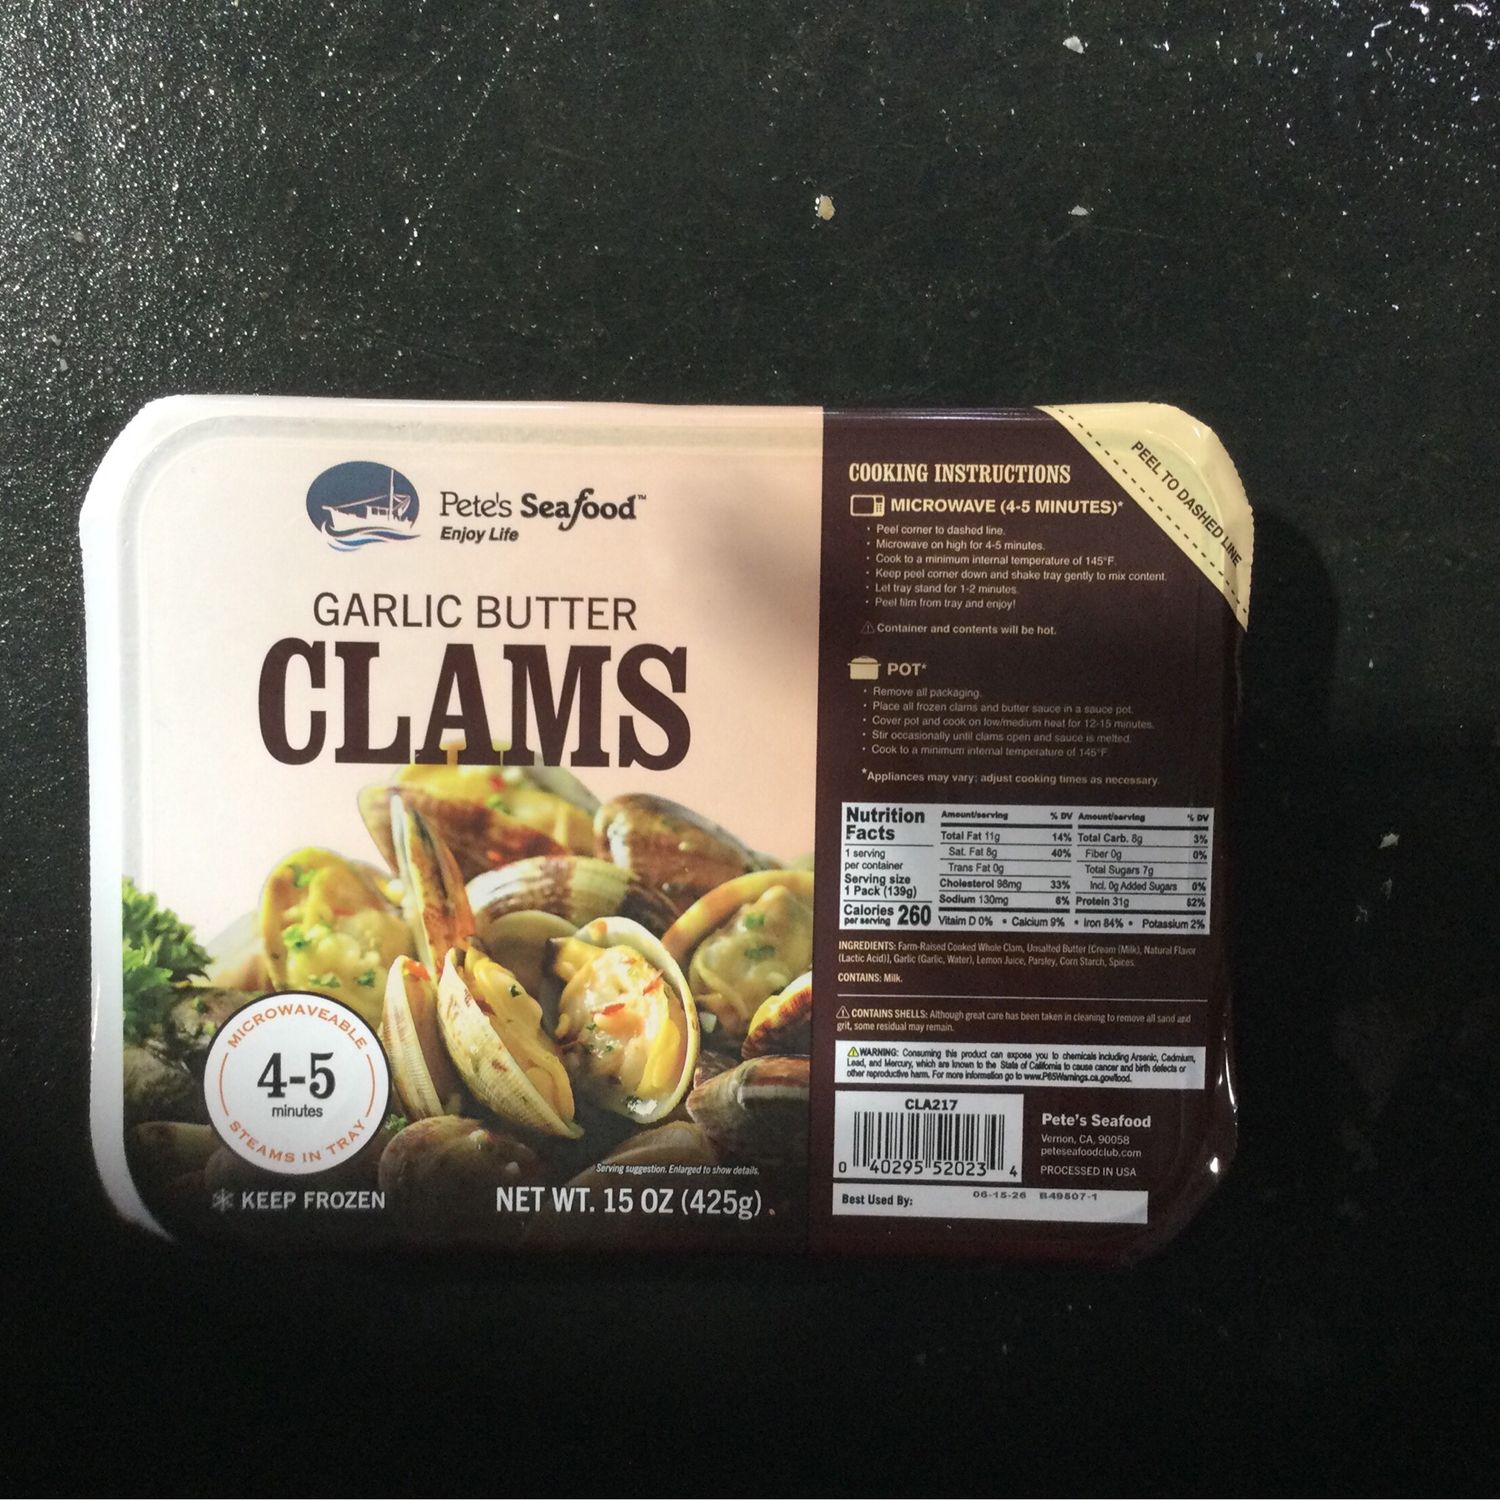 Pete's Seafood™
Enjoy Life
GARLIC BUTTER
CLAMS
MICROWAVEABLE
4-5
minutes
STEAMS IN TRAY
KEEP FROZEN
Serving suggestion. Enlarged to show details.
NET WT. 15 OZ (425g)
PEEL TO DASHED LINE
COOKING INSTRUCTIONS
MICROWAVE (4-5 MINUTES)*
• Peel corner to dashed line.
• Microwave on high for 4-5 minutes.
• Cook to a minimum internal temperature of 145°F.
• Keep peel corner down and shake tray gently to mix content.
• Let tray stand for 1-2 minutes.
• Peel film from tray and enjoy!
Container and contents will be hot.
POT*
• Remove all packaging.
• Place all frozen clams and butter sauce in a sauce pot.
• Cover pot and cook on low/medium heat for 12-15 minutes.
• Stir occasionally until clams open and sauce is melted.
• Cook to a minimum internal temperature of 145°F
*Appliances may vary; adjust cooking times as necessary.
Nutrition
Facts
1 serving
per container
Serving size
1 Pack (139g)
Calories 260
per serving
Amount/serving % DV Amount/serving % DV
Total Fat 11g 14% Total Carb. 8g 3%
Sat. Fat 8g 40% Fiber 0g 0%
Trans Fat 0g Total Sugars 7g
Cholesterol 98mg 33% Incl. 0g Added Sugars 0%
Sodium 130mg 6% Protein 31g 62%
Vitaim D 0% • Calcium 9% • Iron 84% • Potassium 2%
INGREDIENTS: Farm-Raised Cooked Whole Clam, Unsalted Butter [Cream (Milk), Natural Flavor
(Lactic Acid)], Garlic (Garlic, Water), Lemon Juice, Parsley, Corn Starch, Spices.
CONTAINS: Milk.
CONTAINS SHELLS: Although great care has been taken in cleaning to remove all sand and
grit, some residual may remain.
WARNING: Consuming this product can expose you to chemicals including Arsenic, Cadmium,
Lead, and Mercury, which are known to the State of California to cause cancer and birth defects or
other reproductive harm. For more information go to www.P65Warnings.ca.gov/food.
CLA217
0 40295 52023 4
Pete's Seafood
Vernon, CA, 90058
peteseafoodclub.com
PROCESSED IN USA
Best Used By: 06-15-26 B49807-1